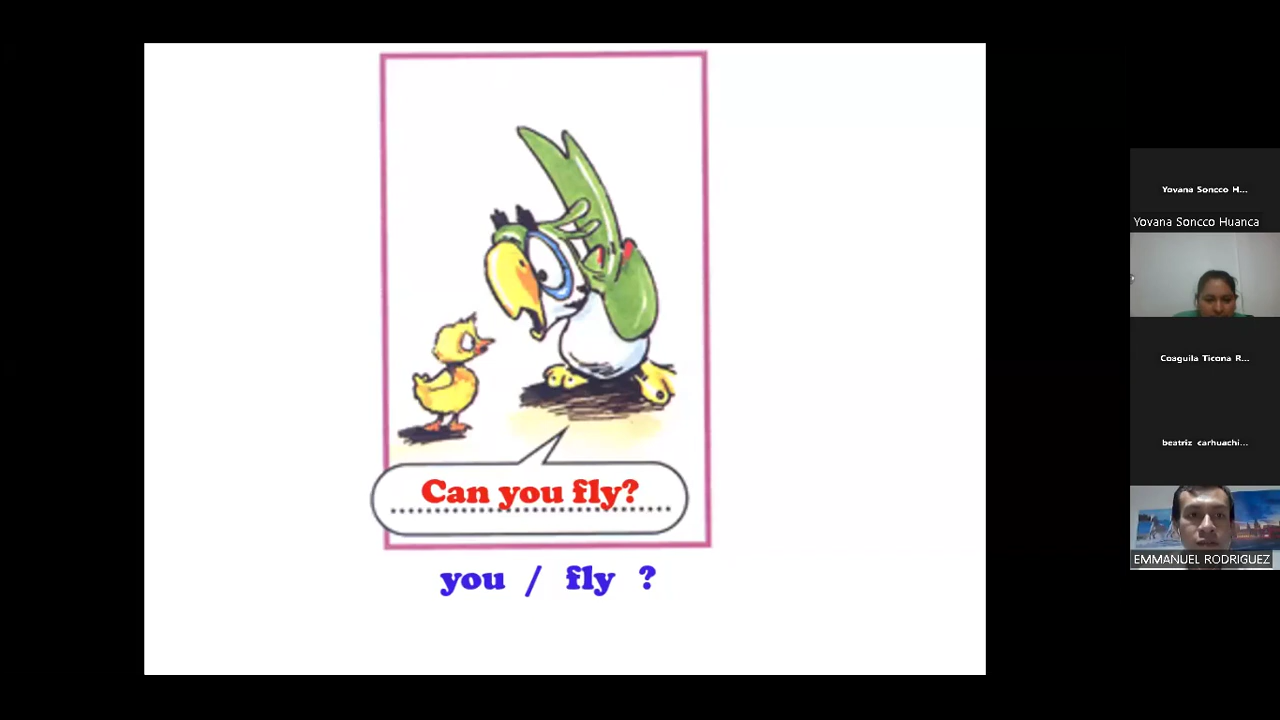 Can you fly?
you / fly ?
Yovana Soncco H...
Yovana Soncco Huanca
Coaguila Ticona R...
beatriz carhuachi...
EMMANUEL RODRIGUEZ